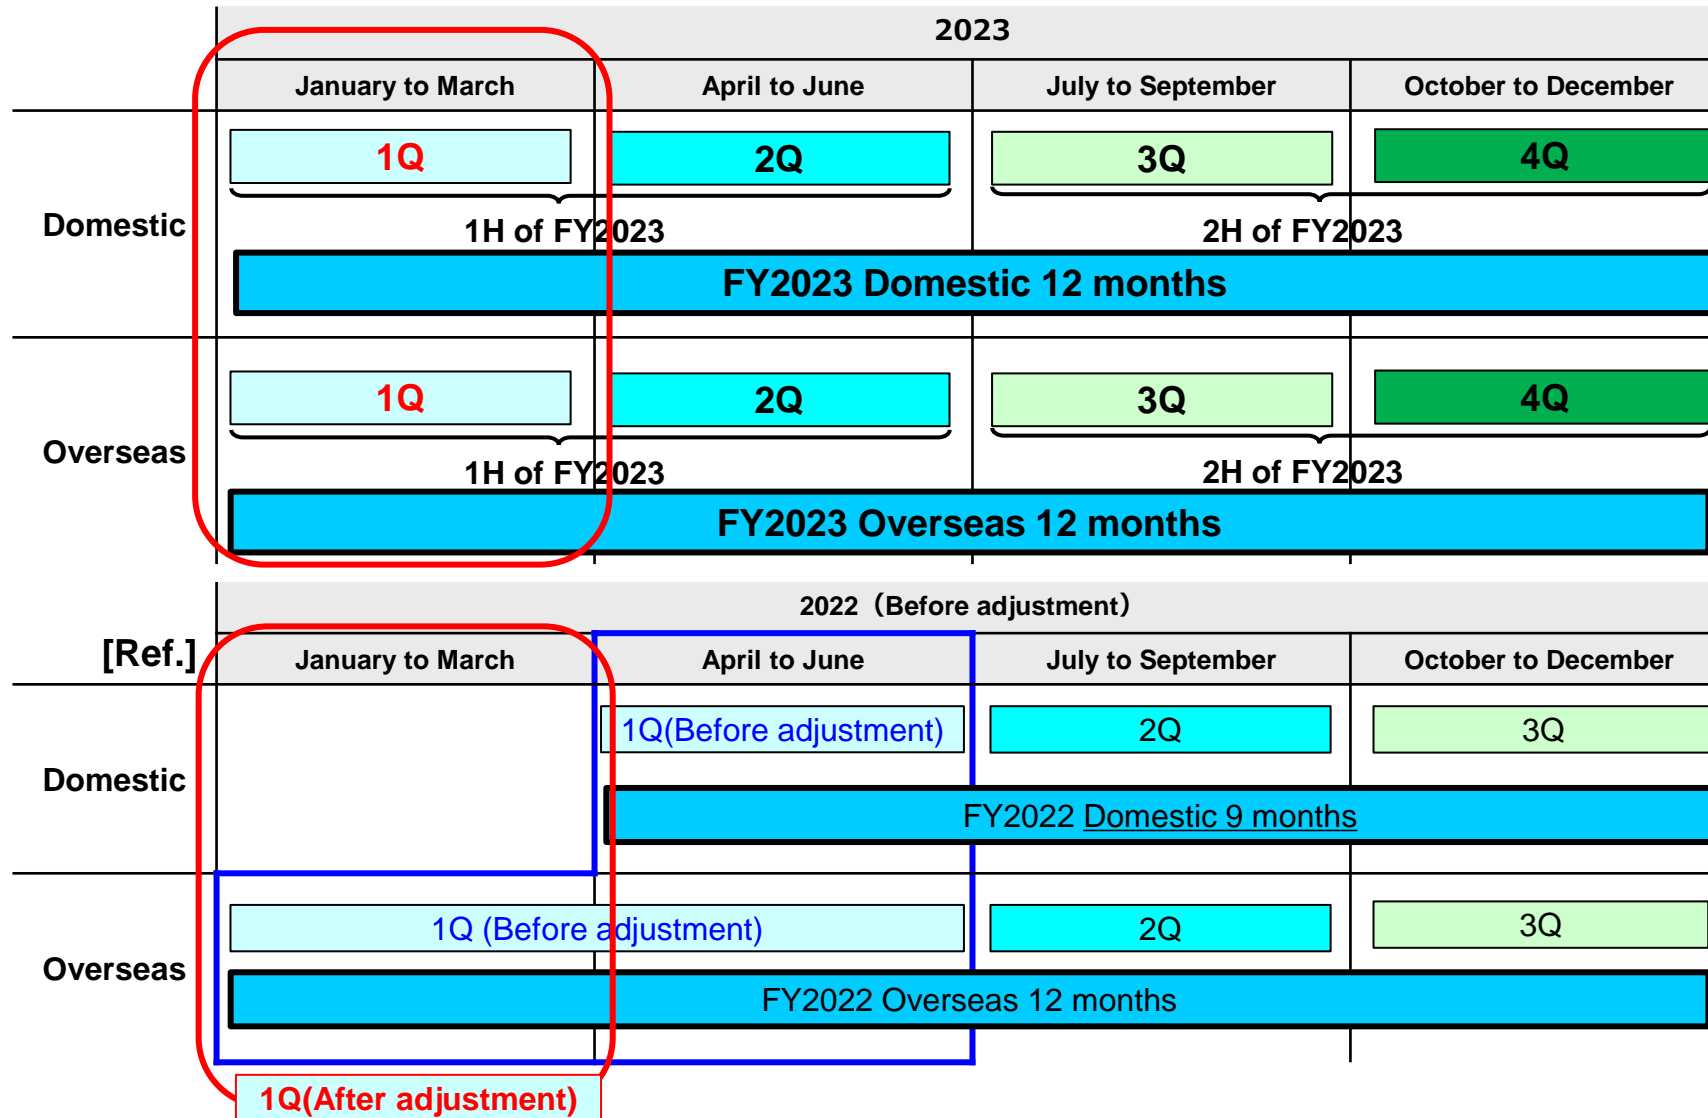 2023
January to March
April to June
July to September
October to December
Domestic
1Q
2Q
3Q
4Q
1H of FY2023
2H of FY2023
FY2023 Domestic 12 months
Overseas
1Q
2Q
3Q
4Q
1H of FY2023
2H of FY2023
FY2023 Overseas 12 months
2022（Before adjustment）
[Ref.]
January to March
April to June
July to September
October to December
Domestic
1Q(Before adjustment)
2Q
3Q
FY2022 Domestic 9 months
Overseas
1Q (Before adjustment)
2Q
3Q
FY2022 Overseas 12 months
1Q(After adjustment)